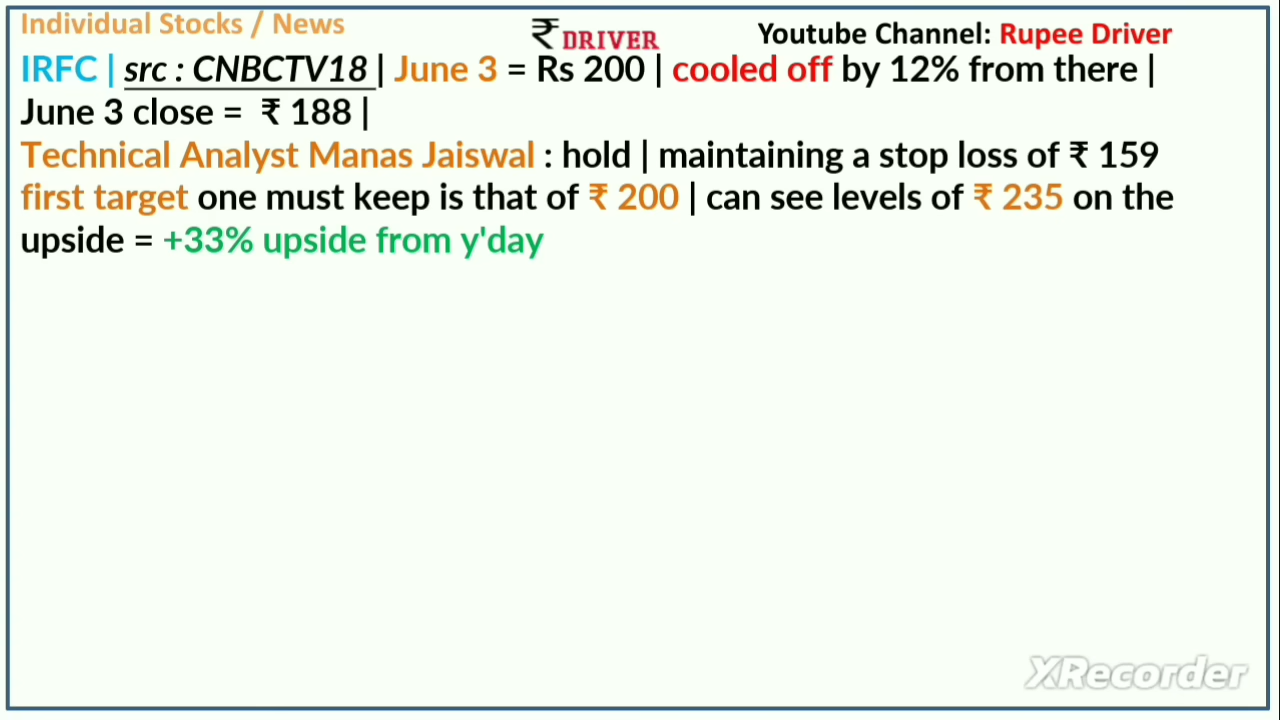 Individual Stocks / News
₹ DRIVER
Youtube Channel: Rupee Driver
IRFC | src : CNBCTV18 | June 3 = Rs 200 | cooled off by 12% from there |
June 3 close = ₹ 188 |
Technical Analyst Manas Jaiswal : hold | maintaining a stop loss of ₹ 159
first target one must keep is that of ₹ 200 | can see levels of ₹ 235 on the
upside = +33% upside from y'day
XRecorder